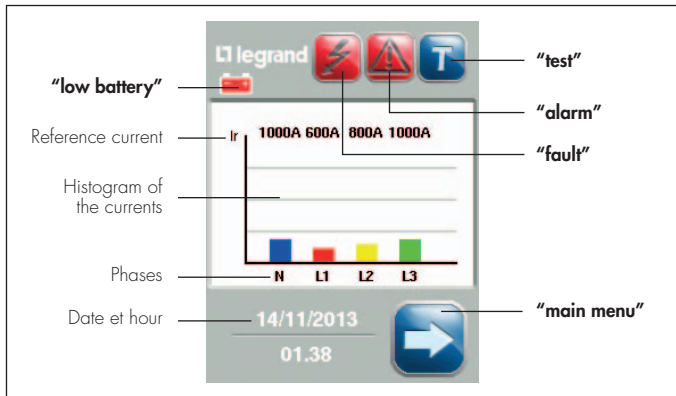 legrand
"low battery"
"test"
"alarm"
"fault"
Reference current
Ir
1000A 600A 800A 1000A
Histogram of
the currents
Phases
N L1 L2 L3
Date et hour
14/11/2013
01.38
T
"main menu"